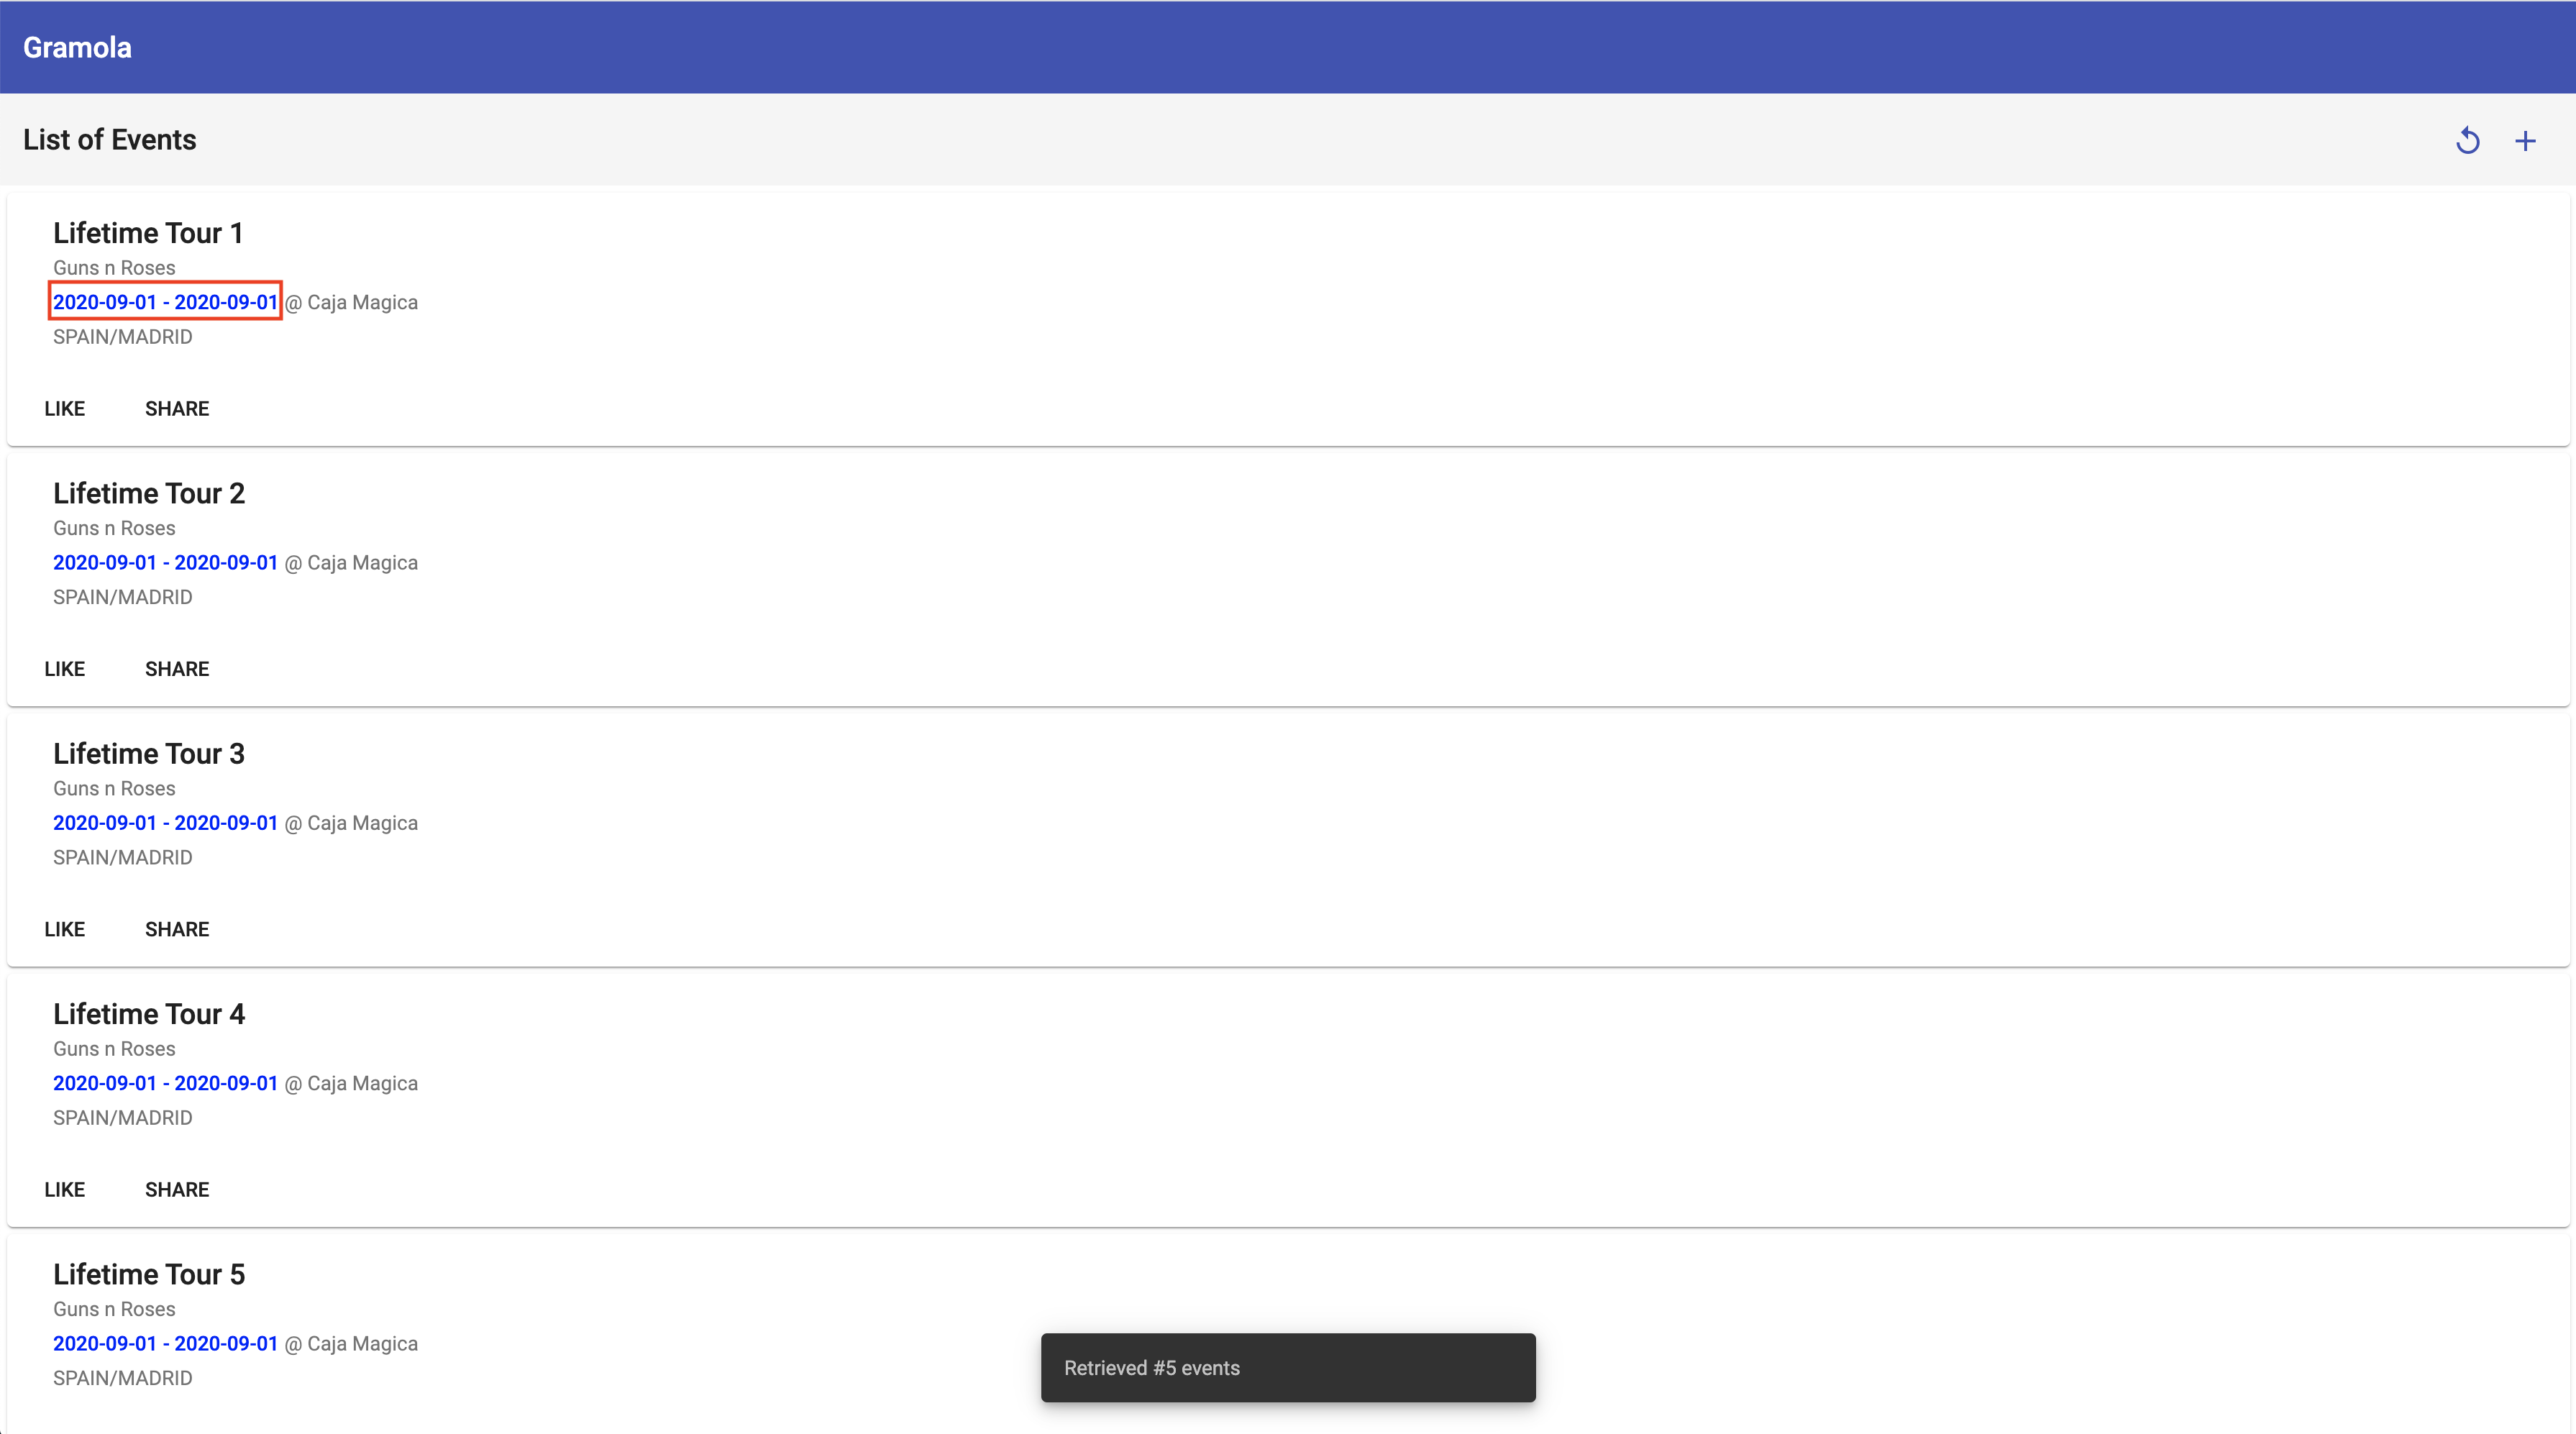 Gramola
List of Events
Lifetime Tour 1
Guns n Roses
2020-09-01 - 2020-09-01 @ Caja Magica
SPAIN/MADRID
LIKE SHARE
Lifetime Tour 2
Guns n Roses
2020-09-01 - 2020-09-01 @ Caja Magica
SPAIN/MADRID
LIKE SHARE
Lifetime Tour 3
Guns n Roses
2020-09-01 - 2020-09-01 @ Caja Magica
SPAIN/MADRID
LIKE SHARE
Lifetime Tour 4
Guns n Roses
2020-09-01 - 2020-09-01 @ Caja Magica
SPAIN/MADRID
LIKE SHARE
Lifetime Tour 5
Guns n Roses
2020-09-01 - 2020-09-01 @ Caja Magica
SPAIN/MADRID
Retrieved #5 events